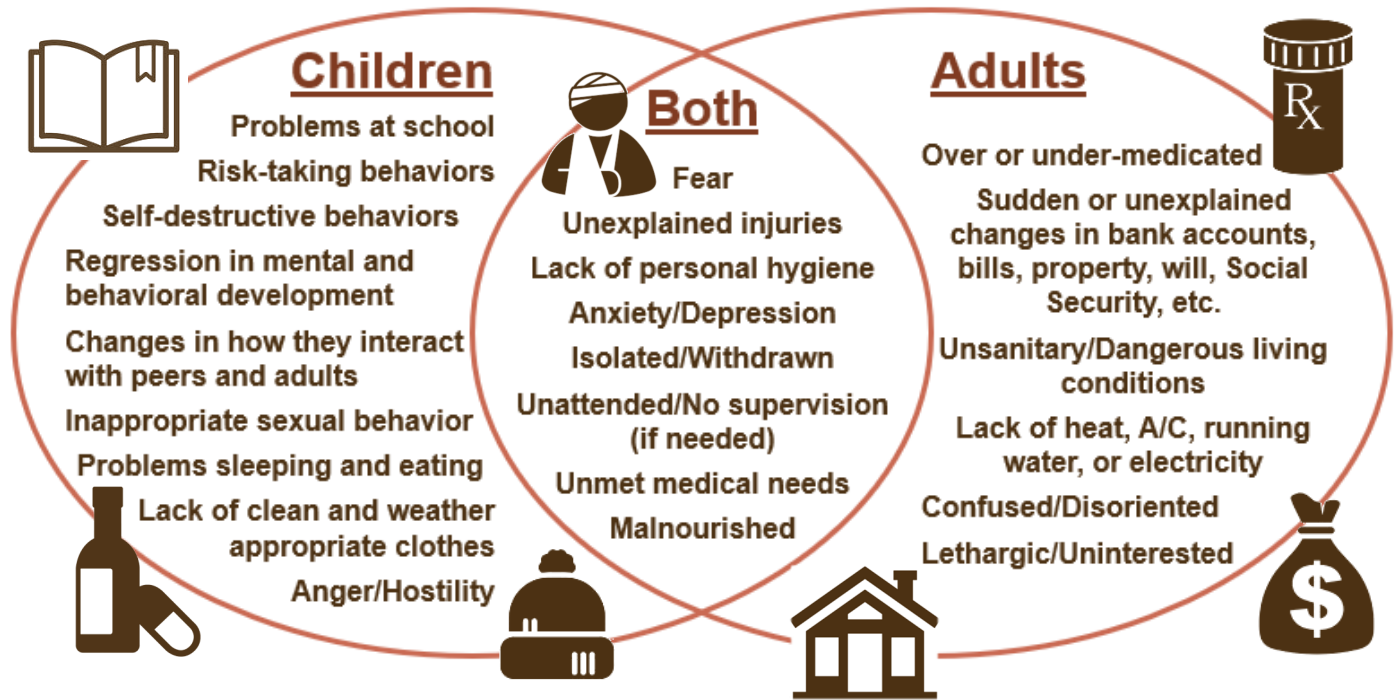 Children
Problems at school
Risk-taking behaviors
Self-destructive behaviors
Regression in mental and
behavioral development
Changes in how they interact
with peers and adults
Inappropriate sexual behavior
Problems sleeping and eating
Lack of clean and weather
appropriate clothes
Anger/Hostility
Both
Fear
Unexplained injuries
Lack of personal hygiene
Anxiety/Depression
Isolated/Withdrawn
Unattended/No supervision
(if needed)
Unmet medical needs
Malnourished
Adults
Over or under-medicated
Sudden or unexplained
changes in bank accounts,
bills, property, will, Social
Security, etc.
Unsanitary/Dangerous living
conditions
Lack of heat, A/C, running
water, or electricity
Confused/Disoriented
Lethargic/Uninterested
Rx
$